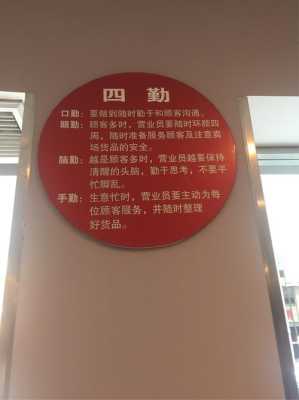 四勤
口勤：要随到随时勤于和顾客沟通。
眼勤：顾客多时，营业员要随时环顾四
周，随时准备服务顾客及注意卖
场货品的安全。
脑勤：越是顾客多时，营业员越要保持
清醒的头脑，勤于思考，不要手
忙脚乱。
手勤：生意忙时，营业员要主动为每
位顾客服务，并随时整理
好货品。